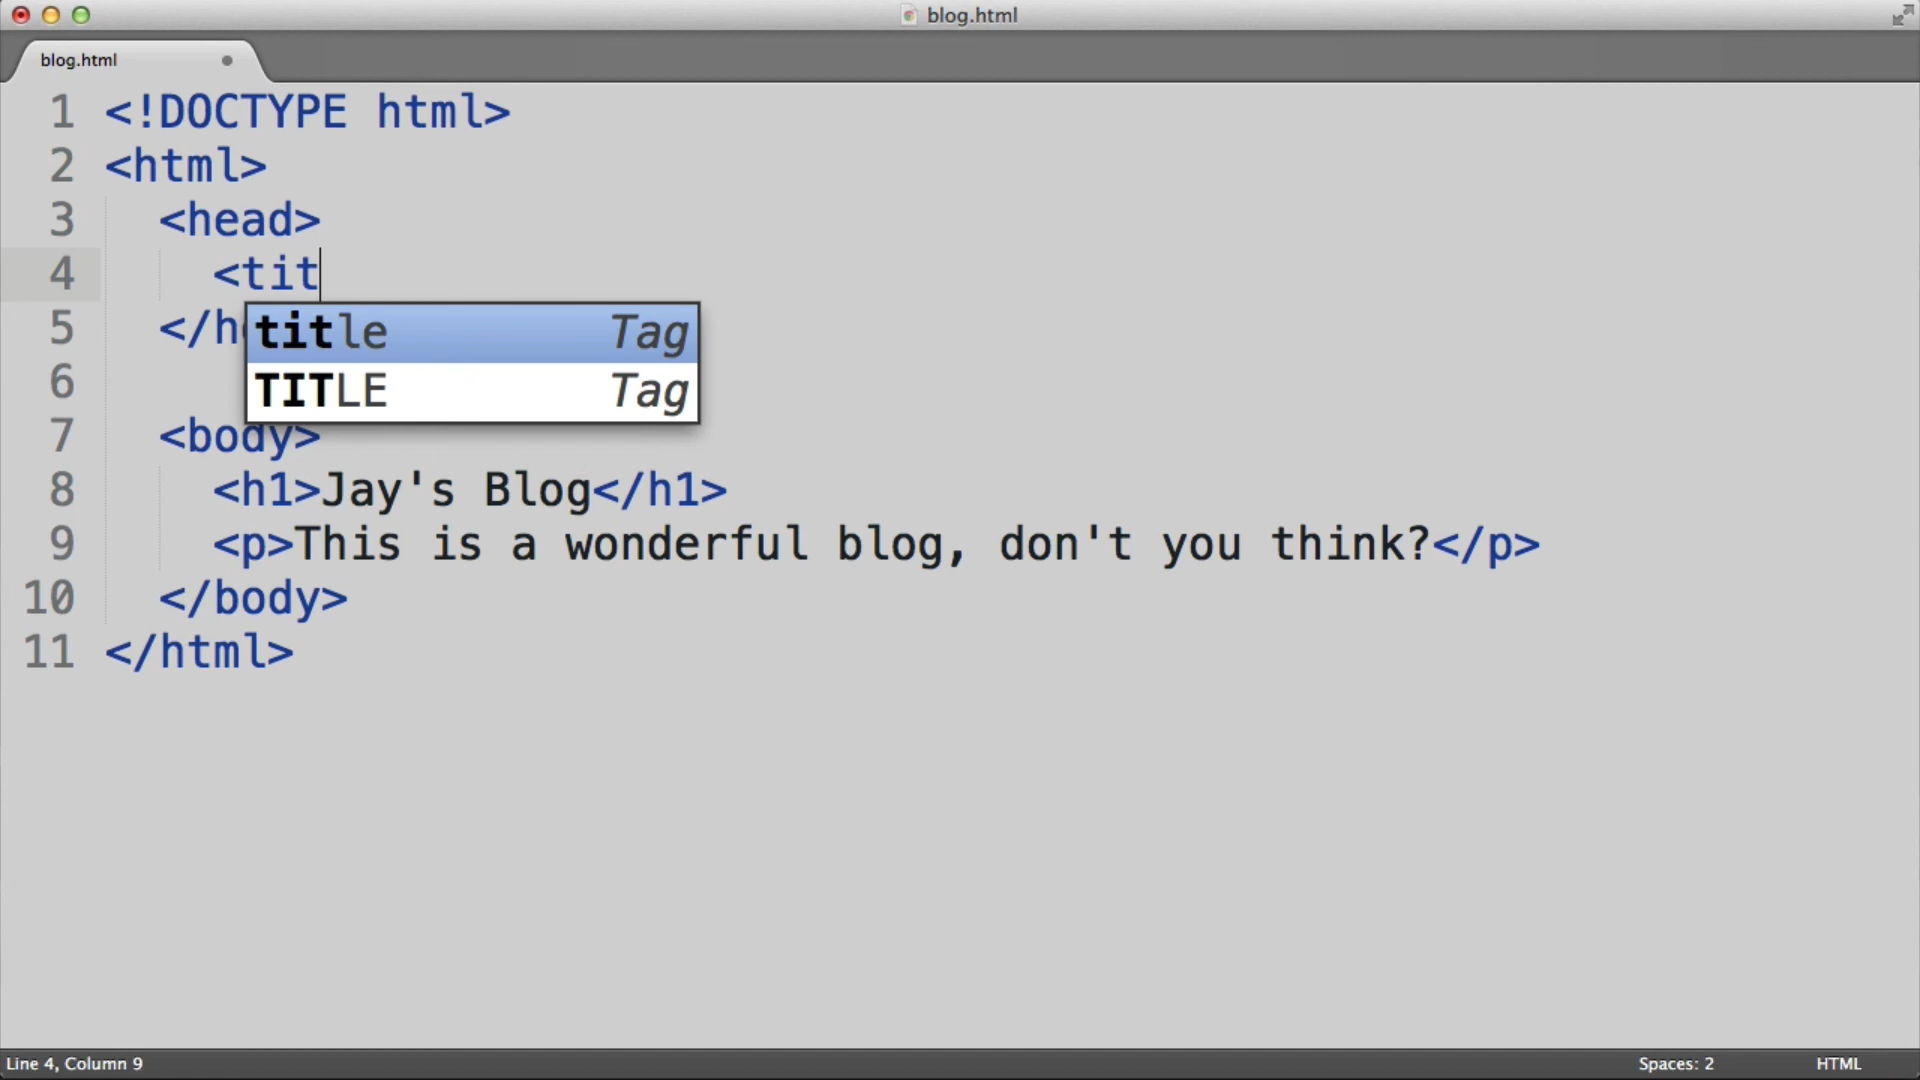 blog.html
blog.html
1 <!DOCTYPE html>
2 <html>
3 <head>
4 <tit
5 </h
title Tag
TITLE Tag
6
7 <body>
8 <h1>Jay's Blog</h1>
9 <p>This is a wonderful blog, don't you think?</p>
10 </body>
11 </html>
Line 4, Column 9
Spaces: 2
HTML